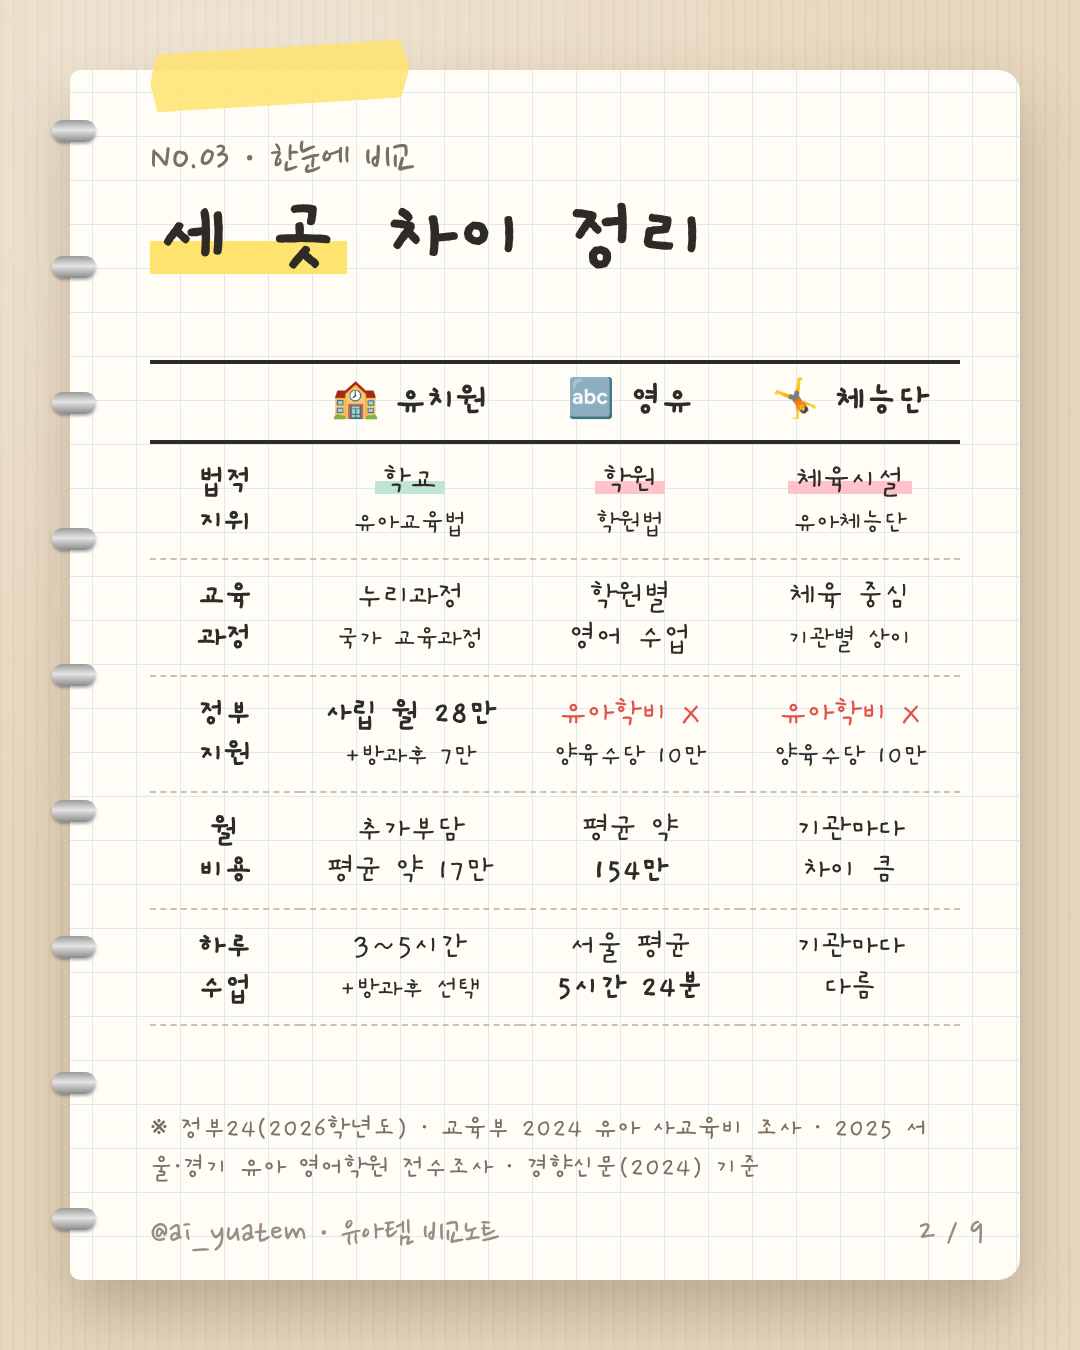 NO.03 · 한눈에 비교
세 곳 차이 정리
🏫 유치원 🔤 영유 🤸 체능단
법적 학교 학원 체육시설
지위 유아교육법 학원법 유아체능단
교육 누리과정 학원별 체육 중심
과정 국가 교육과정 영어 수업 기관별 상이
정부 사립 월 28만 유아학비 X 유아학비 X
지원 +방과후 7만 양육수당 10만 양육수당 10만
월 추가부담 평균 약 기관마다
비용 평균 약 17만 154만 차이 큼
하루 3~5시간 서울 평균 기관마다
수업 +방과후 선택 5시간 24분 다름
※ 정부24(2026학년도) · 교육부 2024 유아 사교육비 조사 · 2025 서
울·경기 유아 영어학원 전수조사 · 경향신문(2024) 기준
@ai_yuatem · 유아템 비교노트 2 / 9